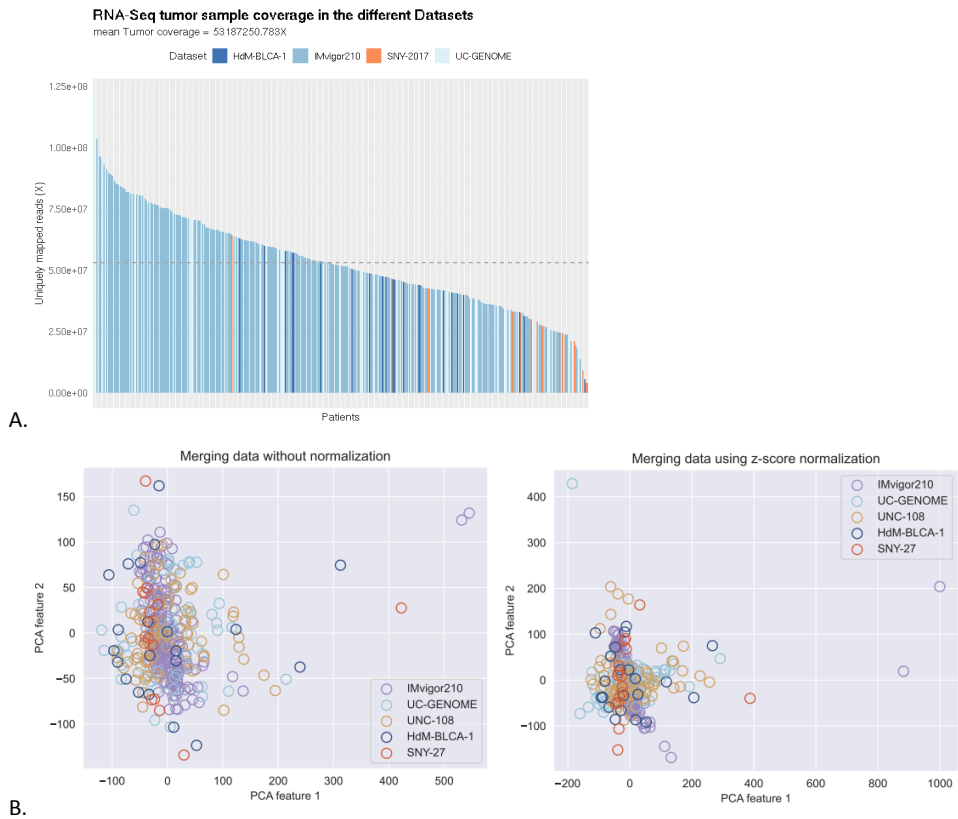 RNA-Seq tumor sample coverage in the different Datasets
mean Tumor coverage = 53187250.783X
Dataset HdM-BLCA-1 IMvigor210 SNY-2017 UC-GENOME
1.25e+08
1.00e+08
7.50e+07
5.00e+07
2.50e+07
0.00e+00
Uniquely mapped reads (X)
Patients
A.
Merging data without normalization
150
100
50
0
−50
−100
PCA feature 2
−100 0 100 200 300 400 500
PCA feature 1
IMvigor210
UC-GENOME
UNC-108
HdM-BLCA-1
SNY-27
Merging data using z-score normalization
400
300
200
100
0
−100
PCA feature 2
−200 0 200 400 600 800 1000
PCA feature 1
IMvigor210
UC-GENOME
UNC-108
HdM-BLCA-1
SNY-27
B.